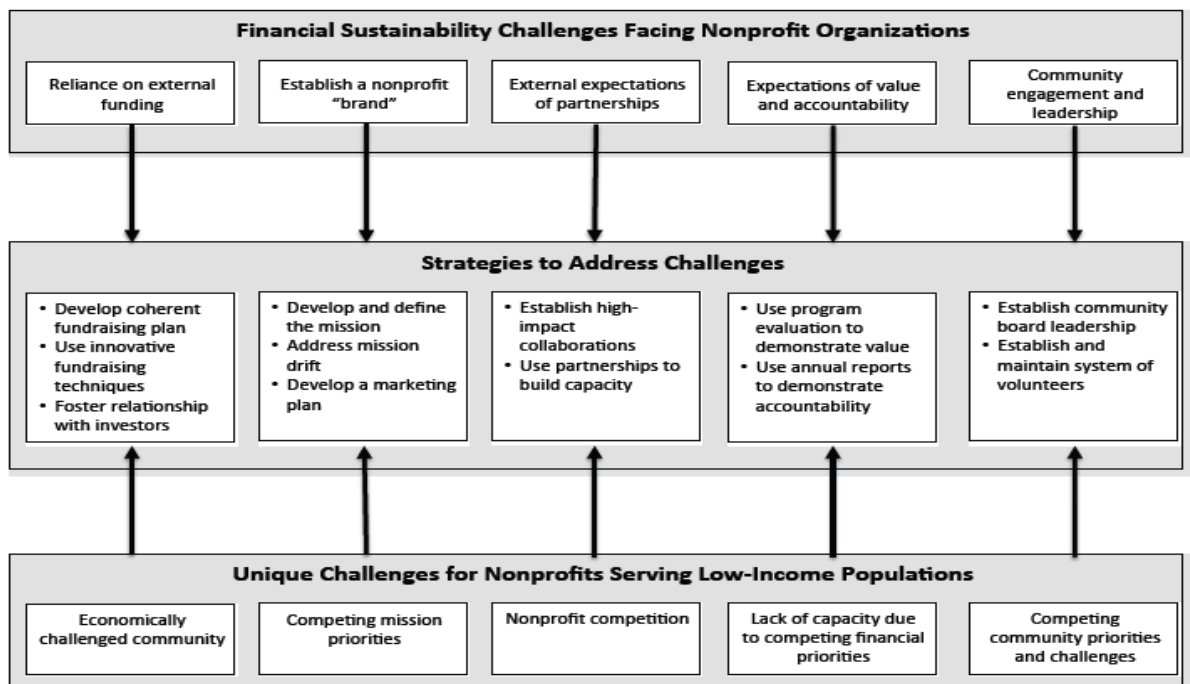 Financial Sustainability Challenges Facing Nonprofit Organizations
Reliance on external
funding
Establish a nonprofit
“brand”
External expectations
of partnerships
Expectations of value
and accountability
Community
engagement and
leadership
Strategies to Address Challenges
• Develop coherent
fundraising plan
• Use innovative
fundraising
techniques
• Foster relationship
with investors
• Develop and define
the mission
• Address mission
drift
• Develop a marketing
plan
• Establish high-
impact
collaborations
• Use partnerships to
build capacity
• Use program
evaluation to
demonstrate value
• Use annual reports
to demonstrate
accountability
• Establish community
board leadership
• Establish and
maintain system of
volunteers
Unique Challenges for Nonprofits Serving Low-Income Populations
Economically
challenged community
Competing mission
priorities
Nonprofit competition
Lack of capacity due
to competing financial
priorities
Competing
community priorities
and challenges